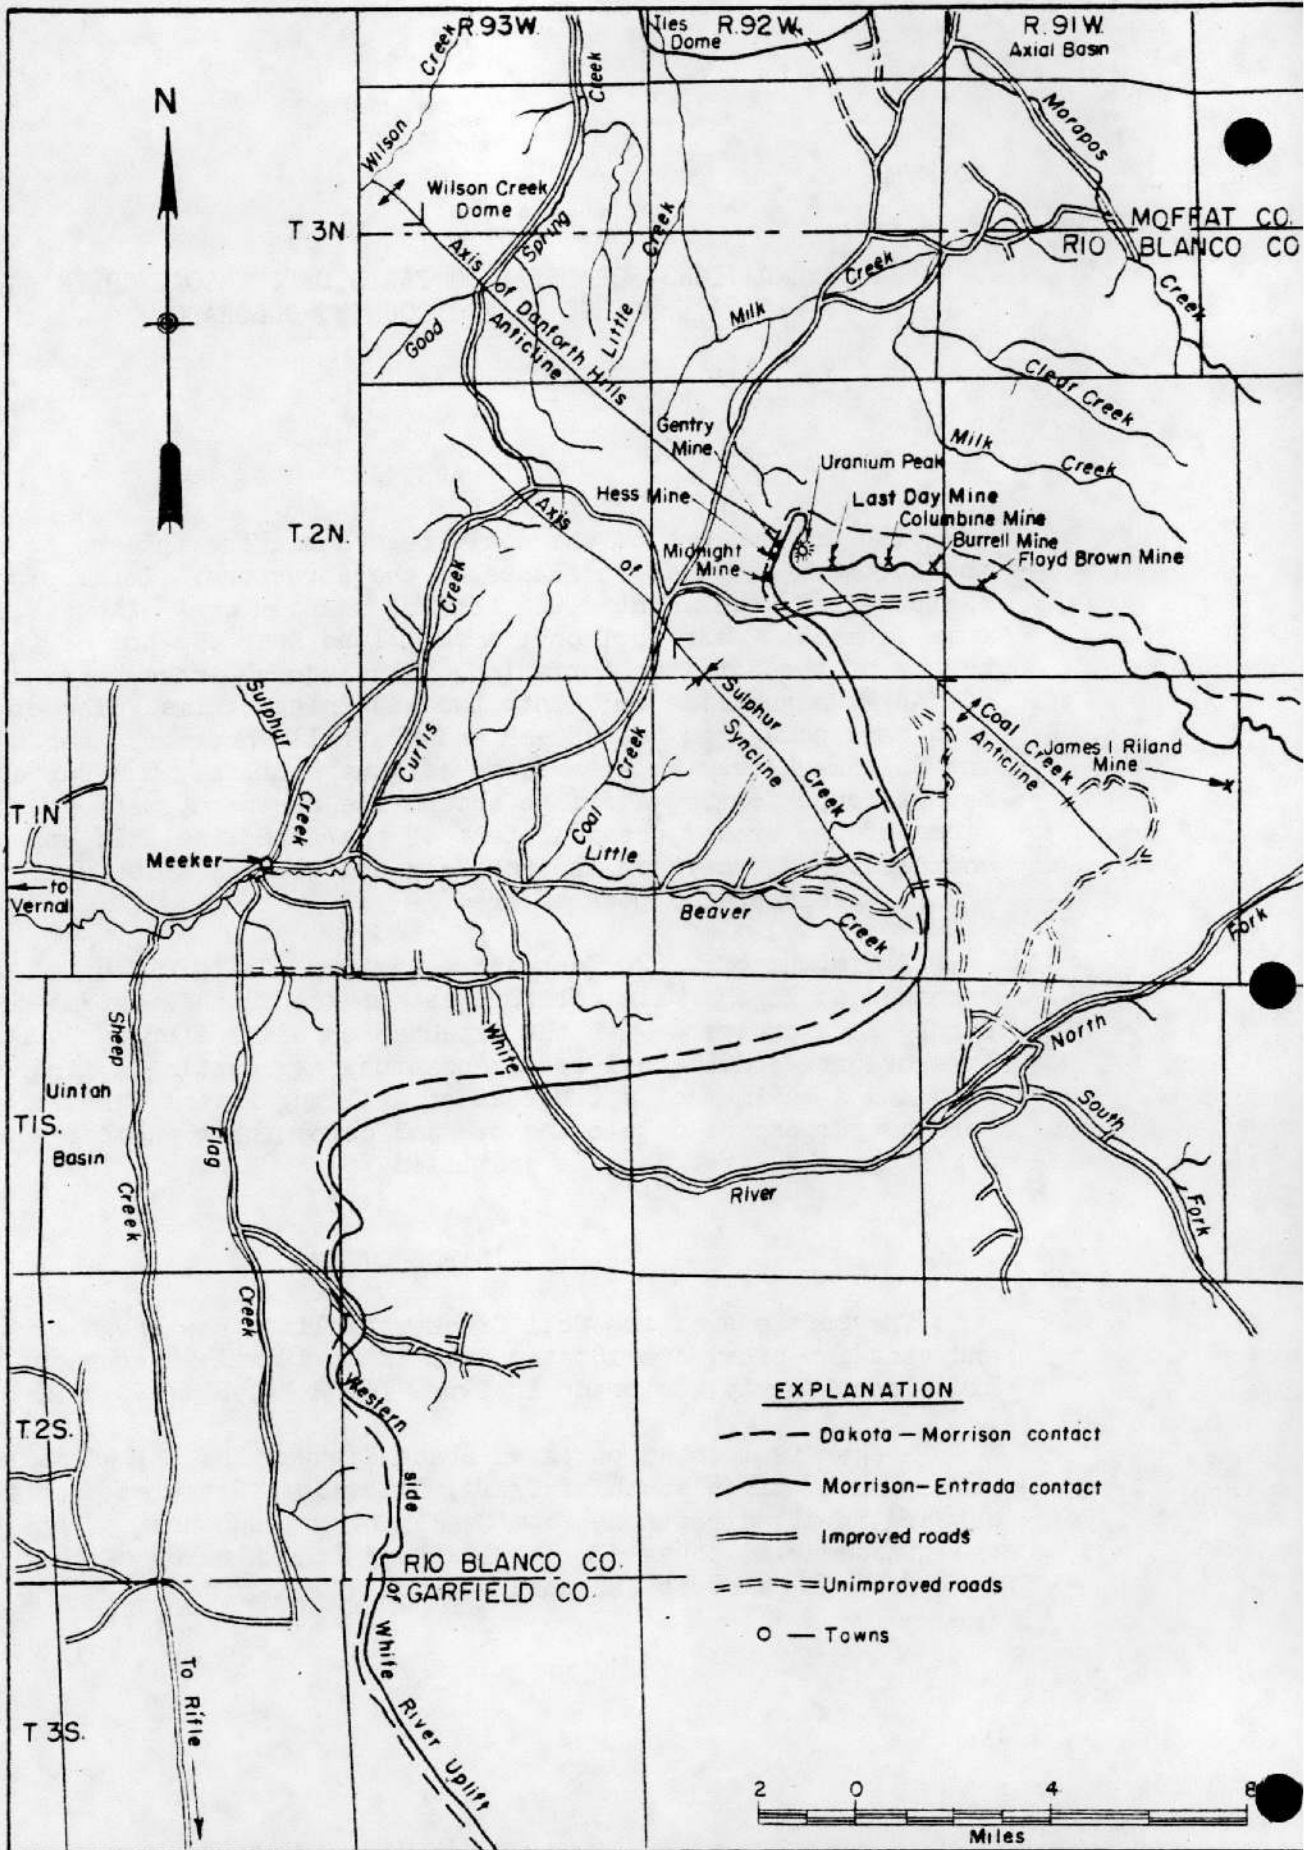 R.93W.
Iles
Dome
R.92W.
R.91W.
Axial Basin
Creek
Creek
Wilson
Morapos
N
Wilson Creek
Dome
T 3N.
Spring
Creek
MOFFAT CO.
RIO BLANCO CO
Axis
of Danforth Hills
Anticline
Good
Little
Milk
Creek
Creek
Clear Creek
Gentry
Mine
Milk
Creek
Uranium Peak
Hess Mine
Last Day Mine
Columbine Mine
Burrell Mine
Floyd Brown Mine
T.2N.
Axis
of
Midnight
Mine
Creek
Sulphur
Curtis
Creek
Sulphur
Syncline
Coal Creek
Anticline
James I Riland
Mine
T. 1N
Creek
Coal
Creek
Little
Meeker
to
Vernal
Beaver
Creek
Fork
North
White
Sheep
Uintah
Basin
T1S.
Flag
South
Fork
River
Creek
Creek
Western
side
of
White
River
Uplift
T.2S.
EXPLANATION
Dakota — Morrison contact
Morrison—Entrada contact
Improved roads
Unimproved roads
O — Towns
RIO BLANCO CO.
GARFIELD CO.
To Rifle
T 3S.
2 0 4 8
Miles